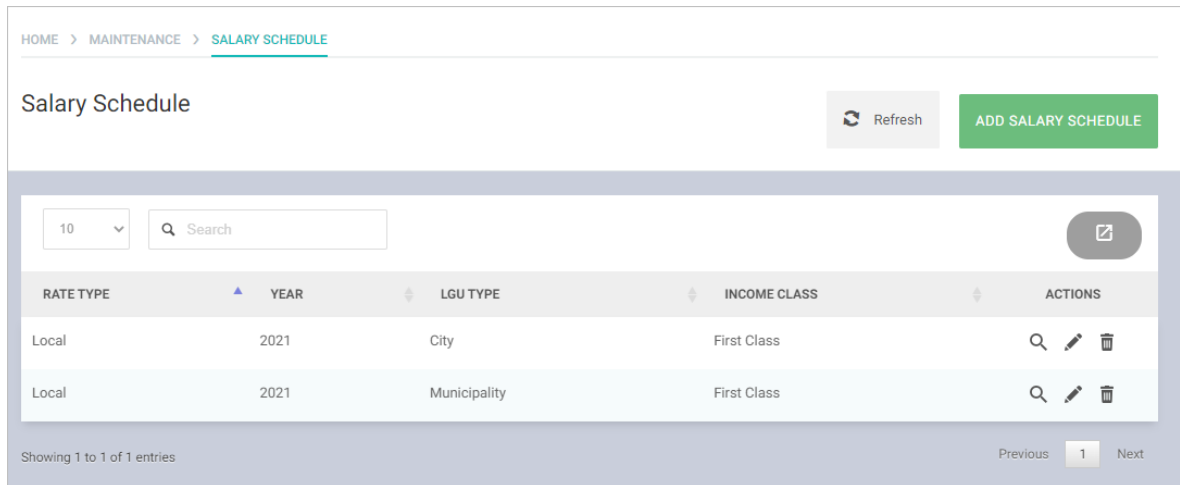 HOME > MAINTENANCE > SALARY SCHEDULE
Salary Schedule
Refresh
ADD SALARY SCHEDULE
10
Search
RATE TYPE YEAR LGU TYPE INCOME CLASS ACTIONS
Local 2021 City First Class
Local 2021 Municipality First Class
Showing 1 to 1 of 1 entries
Previous 1 Next